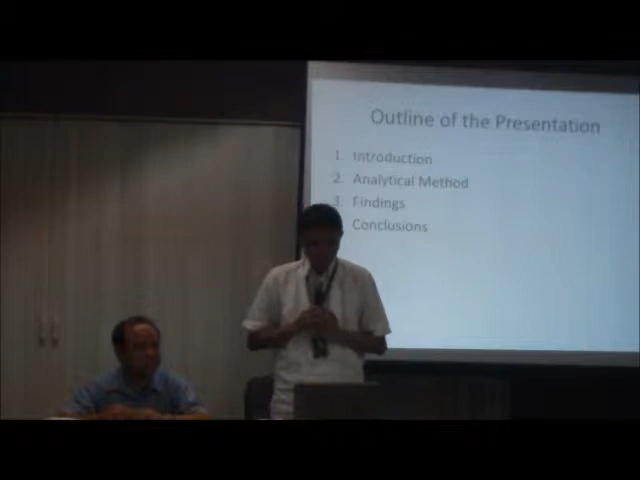 Outline of the Presentation
1. Introduction
2. Analytical Method
3. Findings
Conclusions